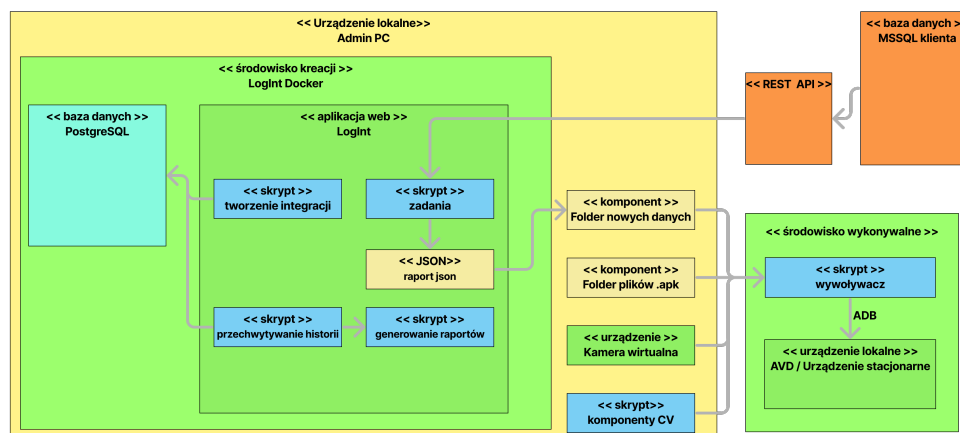 << Urządzenie lokalne>>
Admin PC
<< środowisko kreacji >>
LogInt Docker
<< baza danych >>
PostgreSQL
<< aplikacja web >>
LogInt
<< skrypt >>
tworzenie integracji
<< skrypt >>
zadania
<< JSON>>
raport json
<< skrypt >>
przechwytywanie historii
<< skrypt >>
generowanie raportów
<< komponent >>
Folder nowych danych
<< komponent >>
Folder plików .apk
<< urządzenie >>
Kamera wirtualna
<< skrypt>>
komponenty CV
<< REST API >>
<< baza danych >
MSSQL klienta
<< środowisko wykonywalne >>
<< skrypt >>
wywoływacz
ADB
<< urządzenie lokalne >>
AVD / Urządzenie stacjonarne